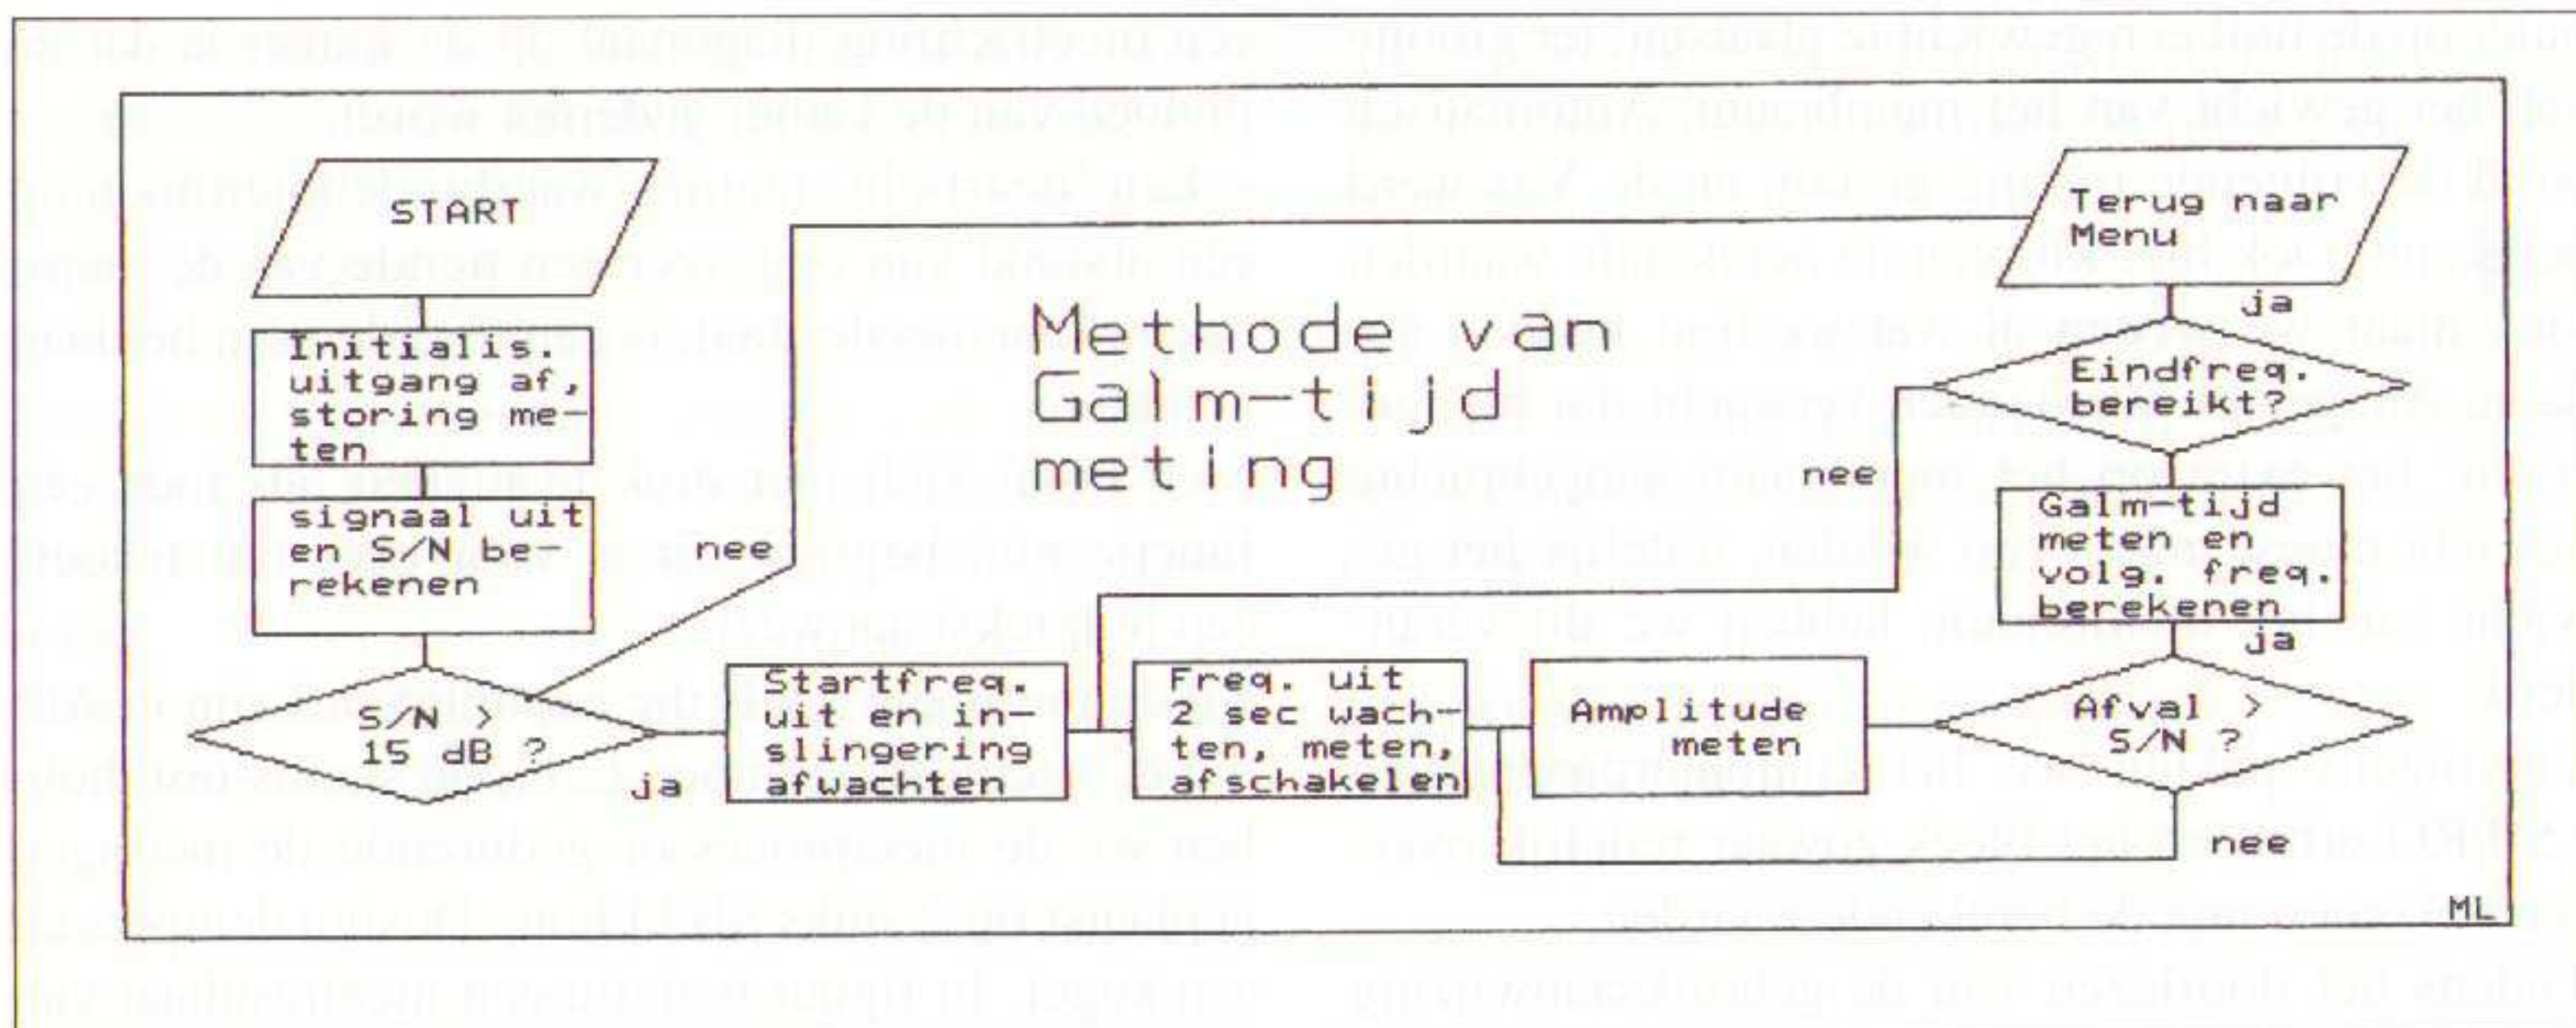 START
Initialis.
uitgang af,
storing me-
ten
signaal uit
en S/N be-
rekenen
S/N >
15 dB ?
nee
ja
Methode van
Galm-tijd
meting
Startfreq.
uit en in-
slingering
afwachten
Freq. uit
2 sec wach-
ten, meten,
afschakelen
Amplitude
meten
Afval >
S/N ?
nee
ja
Galm-tijd
meten en
volg. freq.
berekenen
Eindfreq.
bereikt?
nee
ja
Terug naar
Menu
ML